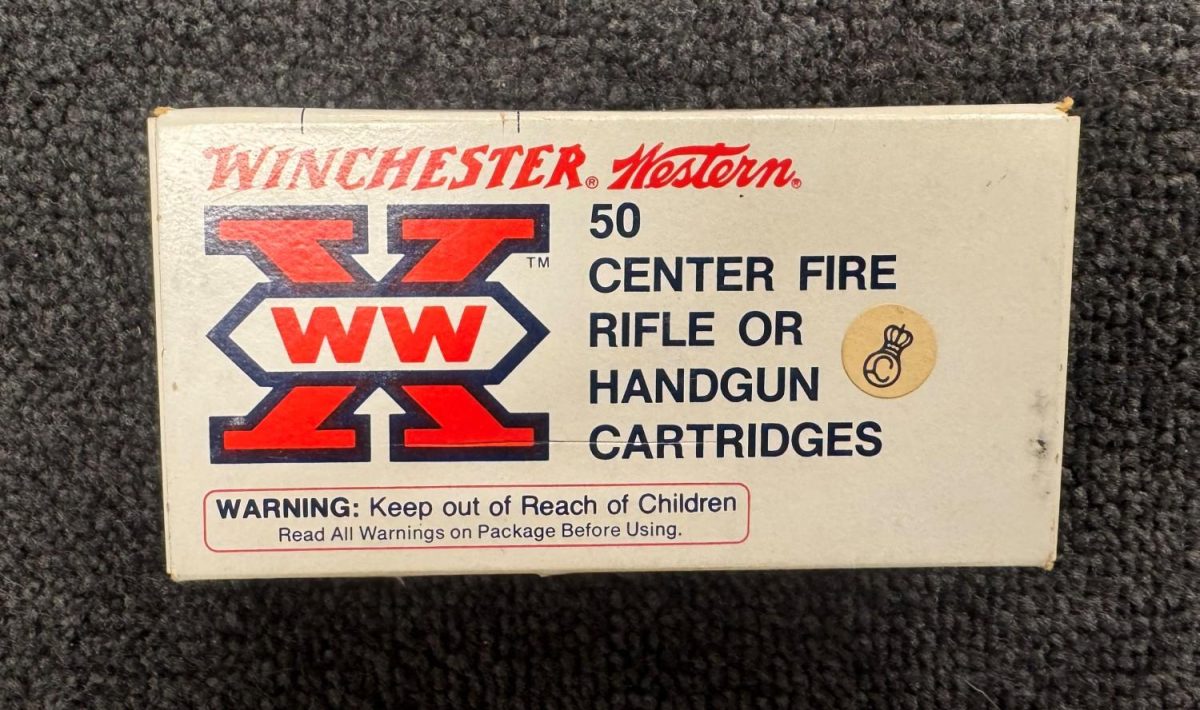 WINCHESTER® Western®
WW
TM
50
CENTER FIRE
RIFLE OR
HANDGUN
CARTRIDGES
C
WARNING: Keep out of Reach of Children
Read All Warnings on Package Before Using.